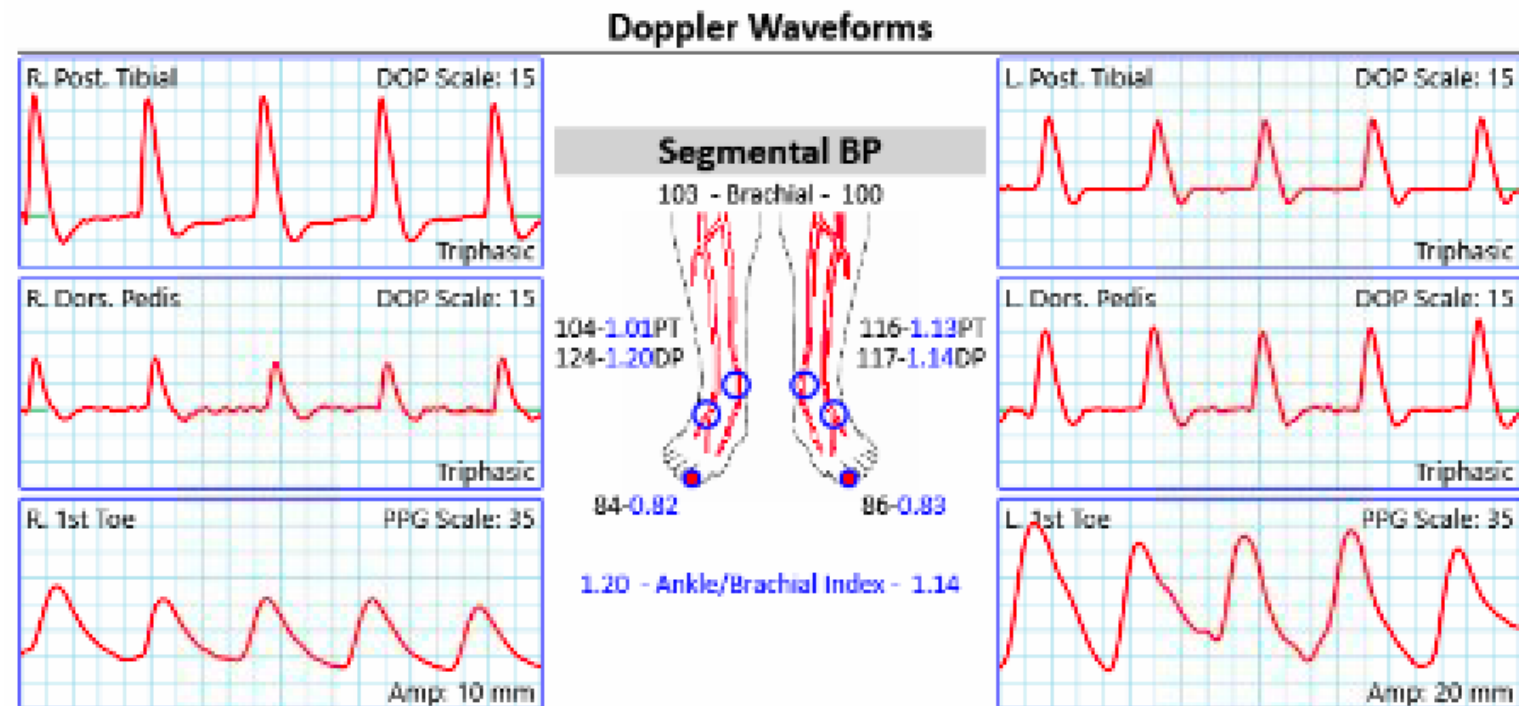 Doppler Waveforms
R. Post. Tibial DOP Scale: 15
Triphasic
R. Dors. Pedis DOP Scale: 15
Triphasic
R. 1st Toe PPG Scale: 35
Amp: 10 mm
Segmental BP
103 - Brachial - 100
104-1.01PT 116-1.13PT
124-1.20DP 117-1.14DP
84-0.82 86-0.83
1.20 - Ankle/Brachial Index - 1.14
L. Post. Tibial DOP Scale: 15
Triphasic
L. Dors. Pedis DOP Scale: 15
Triphasic
L. 1st Toe PPG Scale: 35
Amp: 20 mm